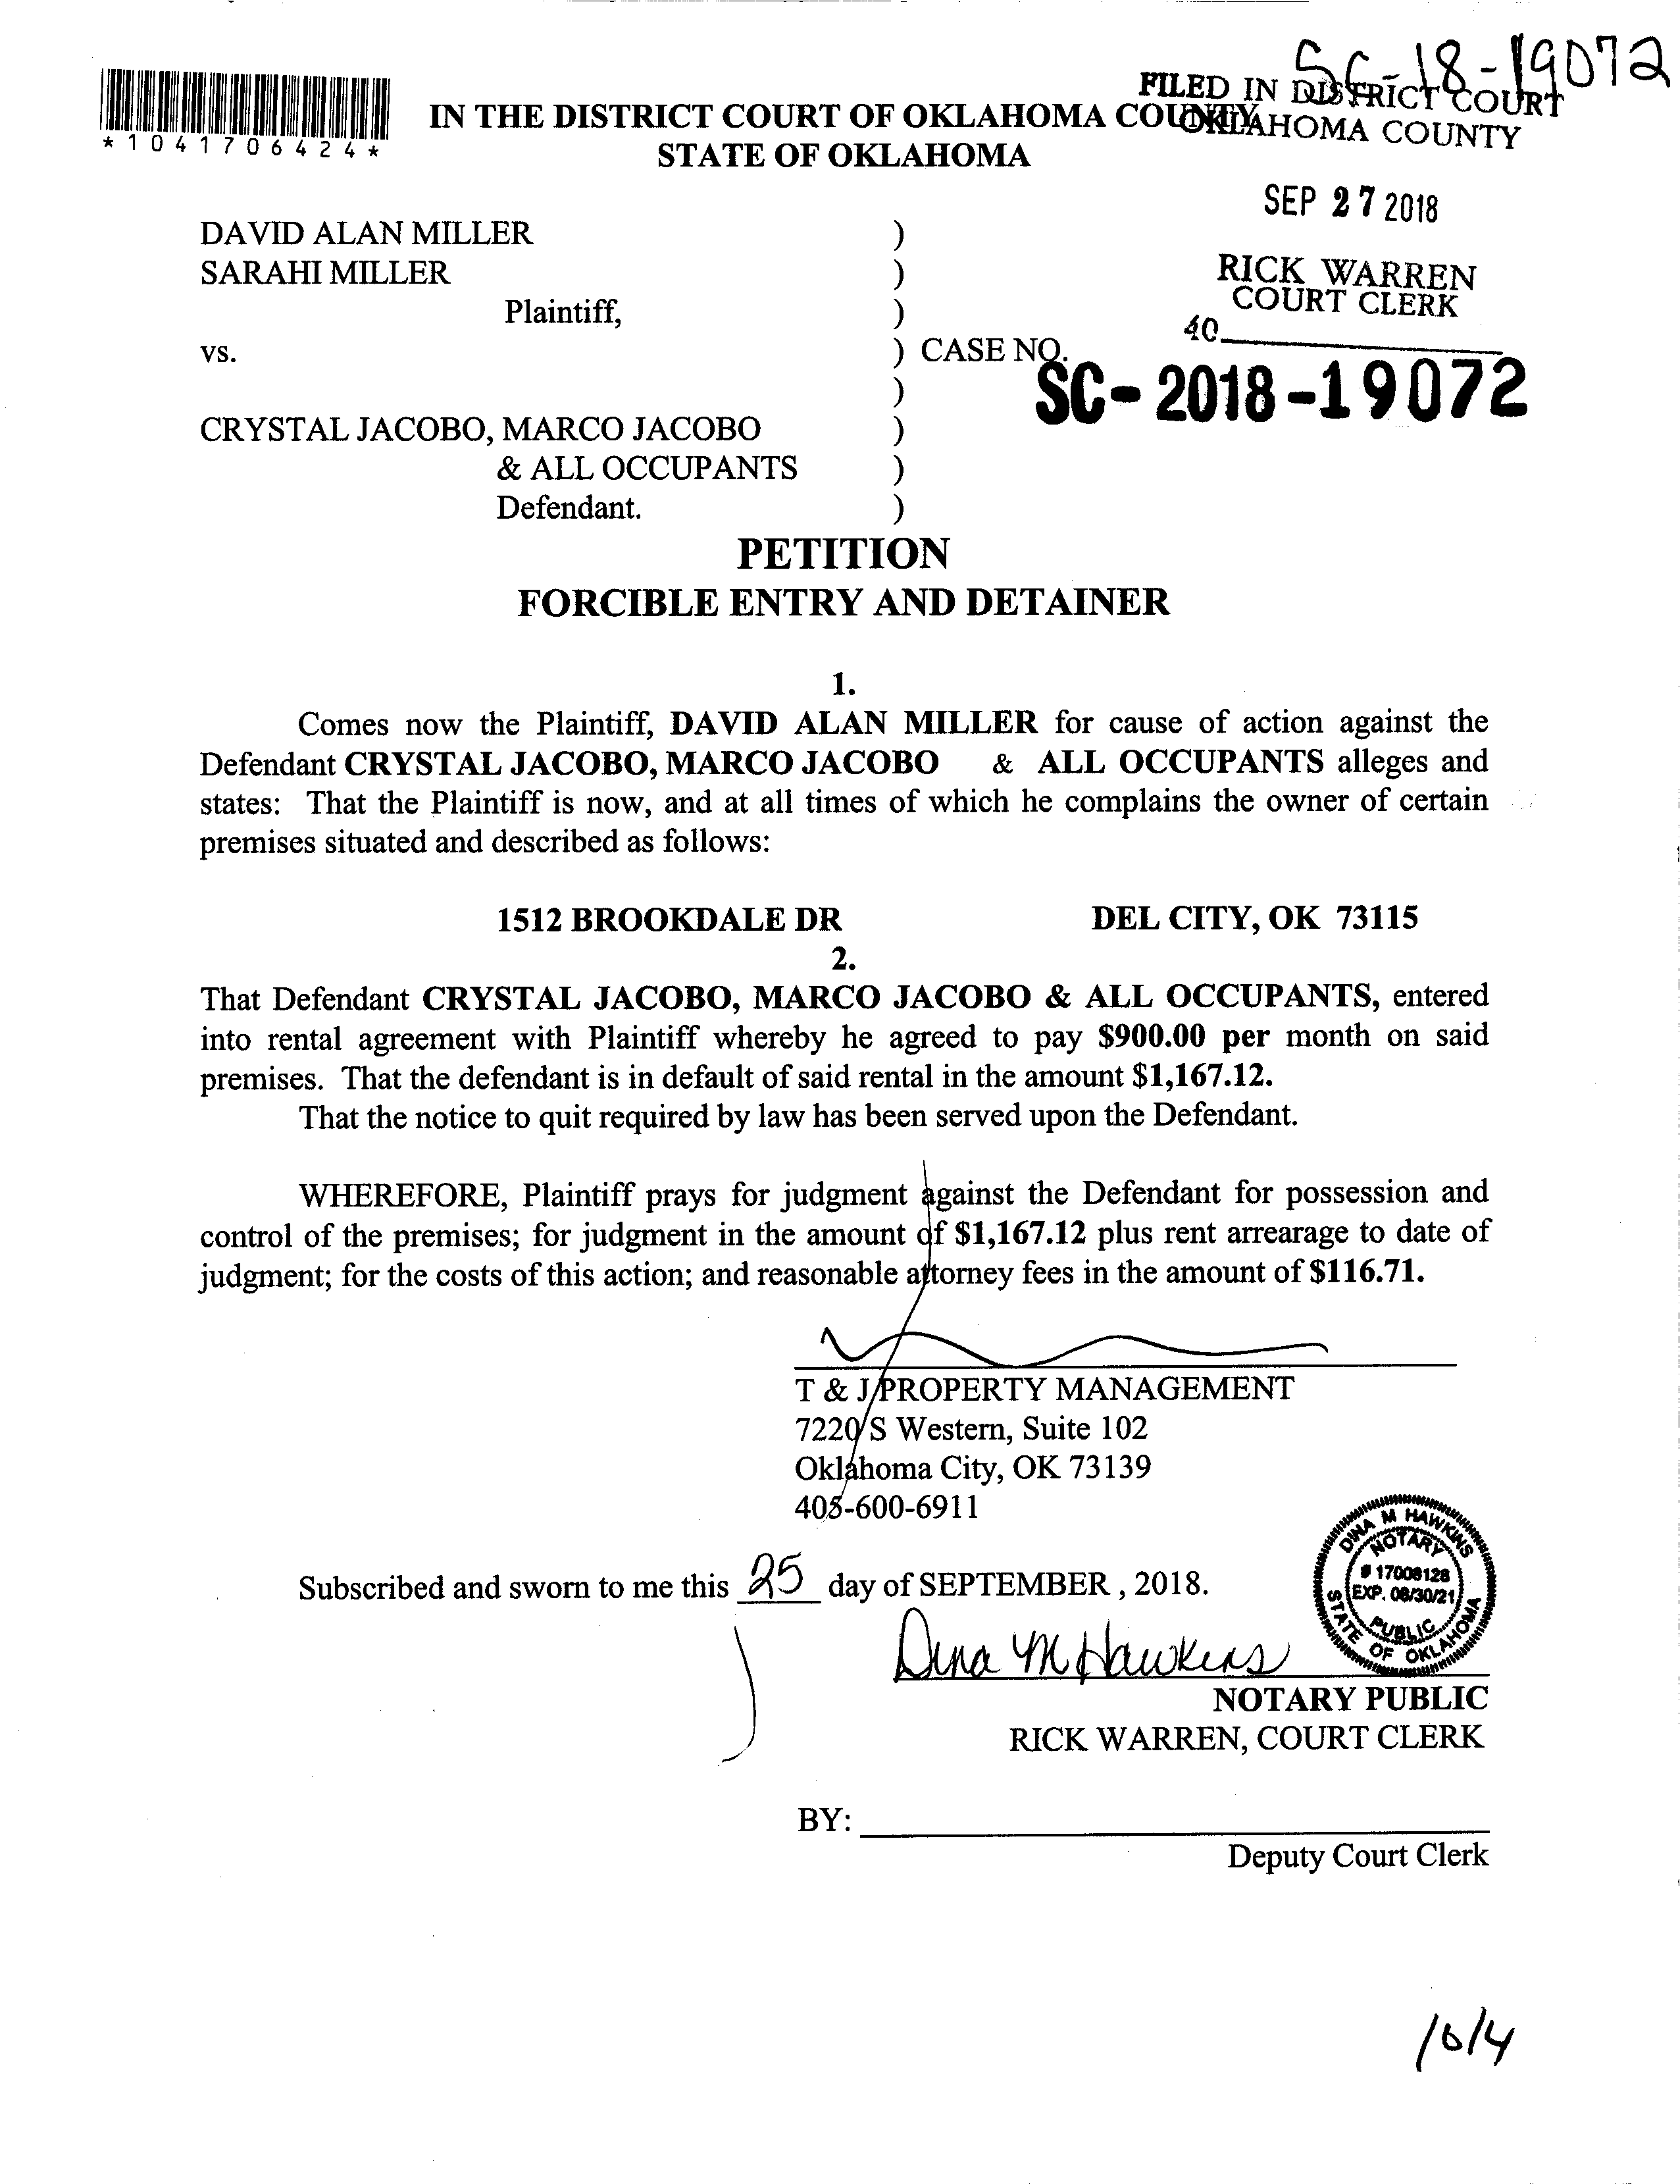 SC-18-19072
FILED IN DISTRICT COURT
OKLAHOMA COUNTY
*1041706424*
IN THE DISTRICT COURT OF OKLAHOMA COUNTY
STATE OF OKLAHOMA
SEP 27 2018
DAVID ALAN MILLER )
SARAHI MILLER )
RICK WARREN
COURT CLERK
Plaintiff, )
40
vs. ) CASE NO.
SC-2018-19072
)
CRYSTAL JACOBO, MARCO JACOBO )
& ALL OCCUPANTS )
Defendant. )
PETITION
FORCIBLE ENTRY AND DETAINER
1.
Comes now the Plaintiff, DAVID ALAN MILLER for cause of action against the
Defendant CRYSTAL JACOBO, MARCO JACOBO & ALL OCCUPANTS alleges and
states: That the Plaintiff is now, and at all times of which he complains the owner of certain
premises situated and described as follows:
1512 BROOKDALE DR DEL CITY, OK 73115
2.
That Defendant CRYSTAL JACOBO, MARCO JACOBO & ALL OCCUPANTS, entered
into rental agreement with Plaintiff whereby he agreed to pay $900.00 per month on said
premises. That the defendant is in default of said rental in the amount $1,167.12.
That the notice to quit required by law has been served upon the Defendant.
WHEREFORE, Plaintiff prays for judgment against the Defendant for possession and
control of the premises; for judgment in the amount of $1,167.12 plus rent arrearage to date of
judgment; for the costs of this action; and reasonable attorney fees in the amount of $116.71.
T & J PROPERTY MANAGEMENT
7220 S Western, Suite 102
Oklahoma City, OK 73139
405-600-6911
DINA M HAWKINS
NOTARY
# 17008128
EXP. 08/30/21
PUBLIC
STATE OF OKLAHOMA
Subscribed and sworn to me this 25 day of SEPTEMBER , 2018.
Dina M Hawkins
NOTARY PUBLIC
RICK WARREN, COURT CLERK
BY:
Deputy Court Clerk
10/4